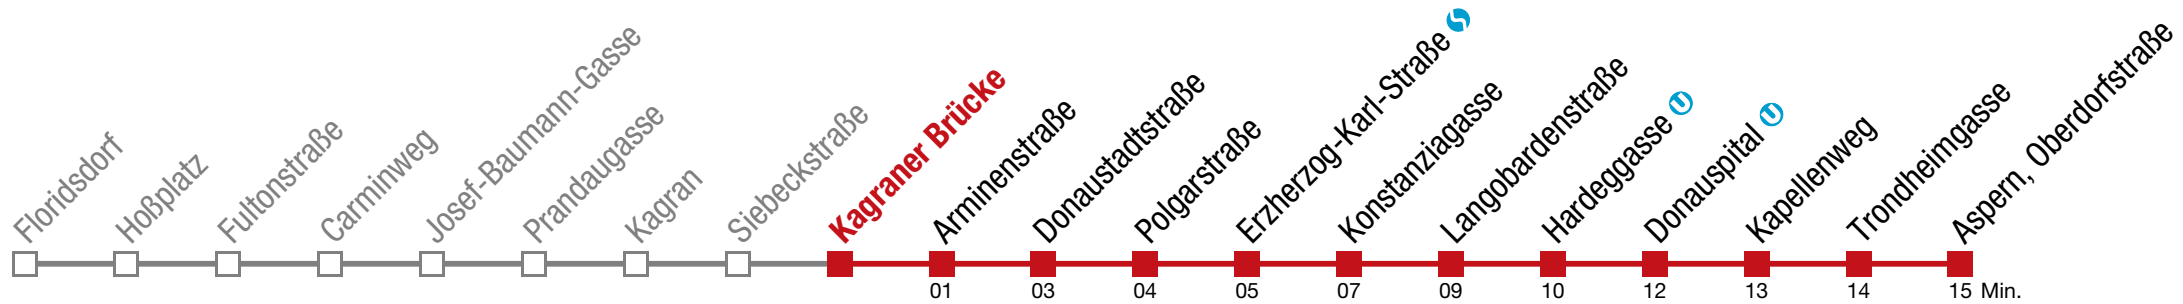 Floridsdorf
Hoßplatz
Fultonstraße
Carminweg
Josef-Baumann-Gasse
Prandaugasse
Kagran
Siebeckstraße
Kagraner Brücke
Arminenstraße
Donaustadtstraße
Polgarstraße
Erzherzog-Karl-Straße S
Konstanziagasse
Langobardenstraße
Hardeggasse U
Donauspital U
Kapellenweg
Trondheimgasse
Aspern, Oberdorfstraße
01 03 04 05 07 09 10 12 13 14 15 Min.